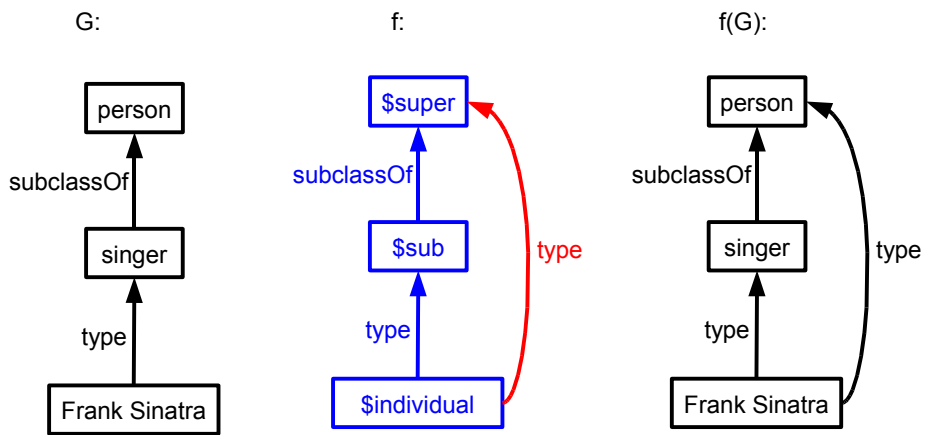 G:
person
subclassOf
singer
type
Frank Sinatra
f:
$super
subclassOf
$sub
type
type
$individual
f(G):
person
subclassOf
singer
type
type
Frank Sinatra